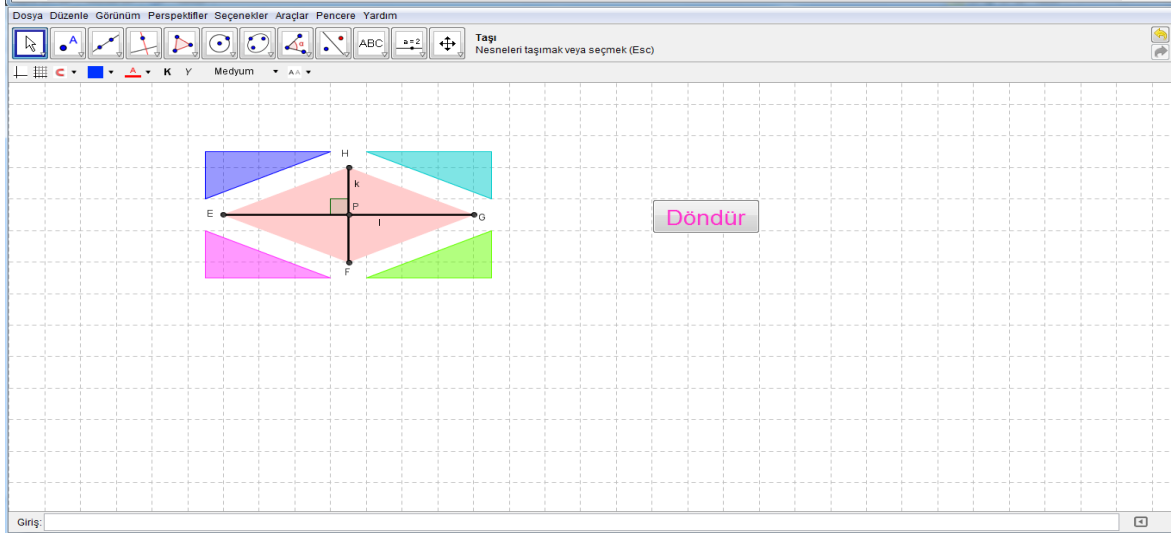 Dosya Düzenle Görünüm Perspektifler Seçenekler Araçlar Pencere Yardım
A α ABC a=2 Taşı
Nesneleri taşımak veya seçmek (Esc)
A K Y Medyum AA
H
k
E P G
l
F
Döndür
Giriş: